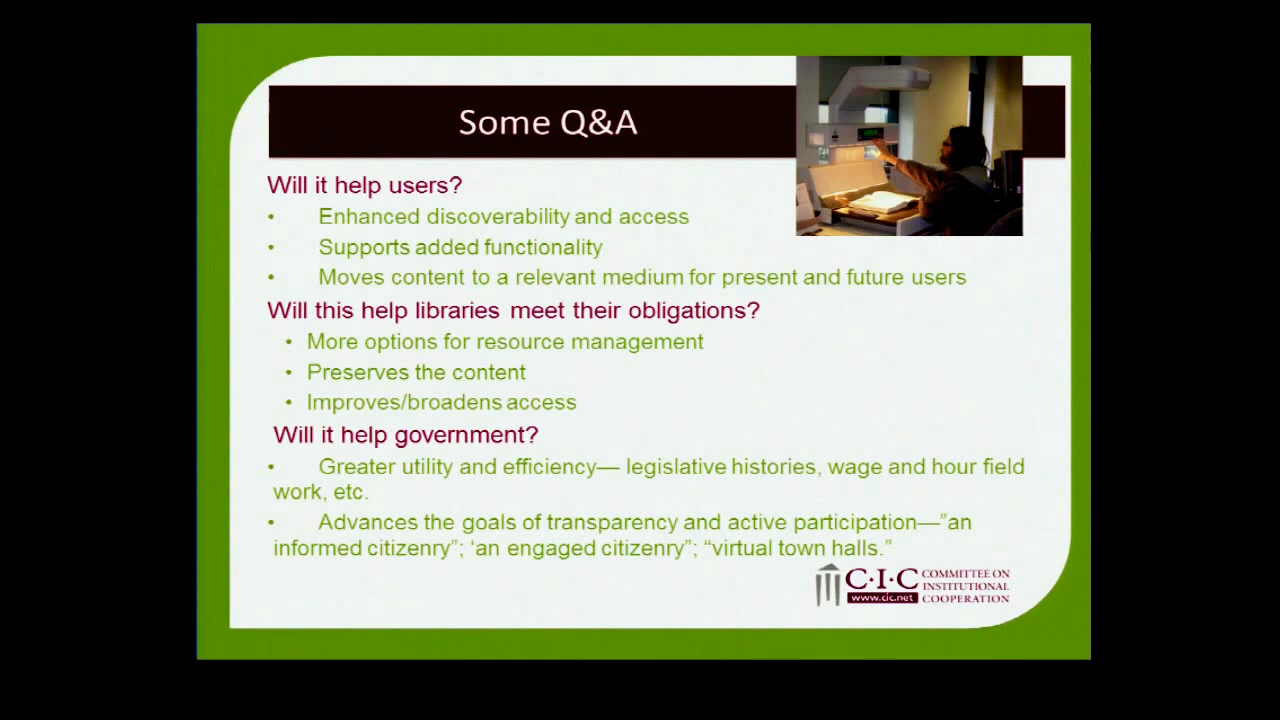 Some Q&A
Will it help users?
• Enhanced discoverability and access
• Supports added functionality
• Moves content to a relevant medium for present and future users
Will this help libraries meet their obligations?
• More options for resource management
• Preserves the content
• Improves/broadens access
Will it help government?
• Greater utility and efficiency— legislative histories, wage and hour field
work, etc.
• Advances the goals of transparency and active participation—”an
informed citizenry”; ‘an engaged citizenry”; “virtual town halls.”
C·I·C
www.cic.net
COMMITTEE ON
INSTITUTIONAL
COOPERATION